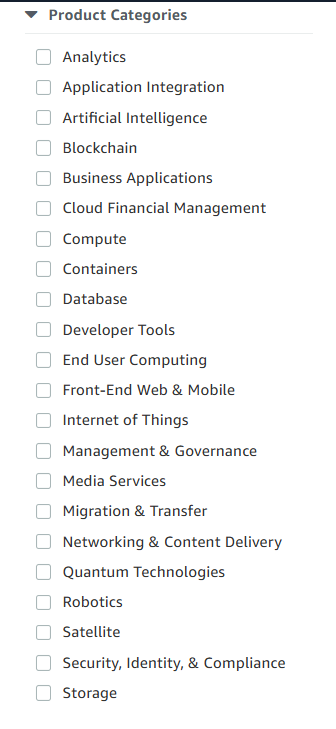 Product Categories
Analytics
Application Integration
Artificial Intelligence
Blockchain
Business Applications
Cloud Financial Management
Compute
Containers
Database
Developer Tools
End User Computing
Front-End Web & Mobile
Internet of Things
Management & Governance
Media Services
Migration & Transfer
Networking & Content Delivery
Quantum Technologies
Robotics
Satellite
Security, Identity, & Compliance
Storage